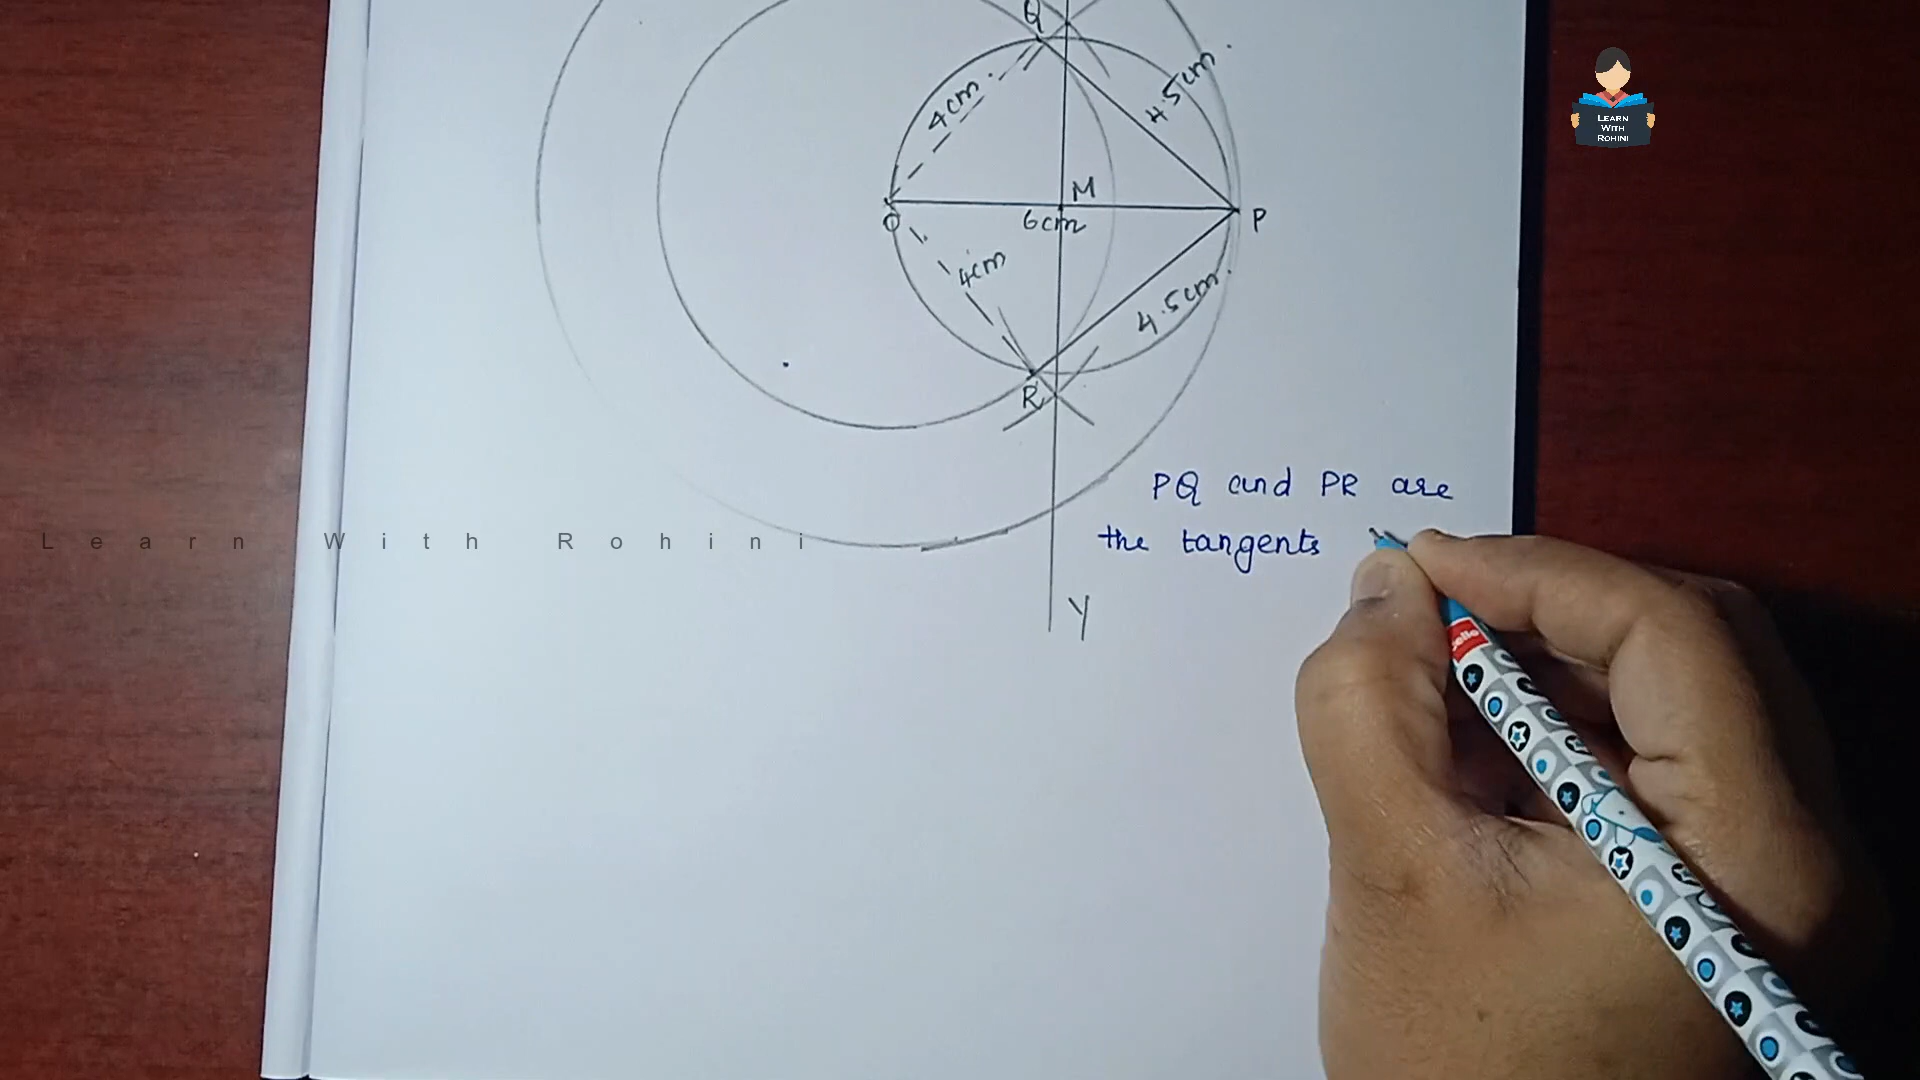 Q
4cm.
4.5cm.
LEARN
WITH
ROHINI
M
O
6cm
P
4cm
4.5cm.
R
PQ and PR are
Learn With Rohini
the tangents
Y